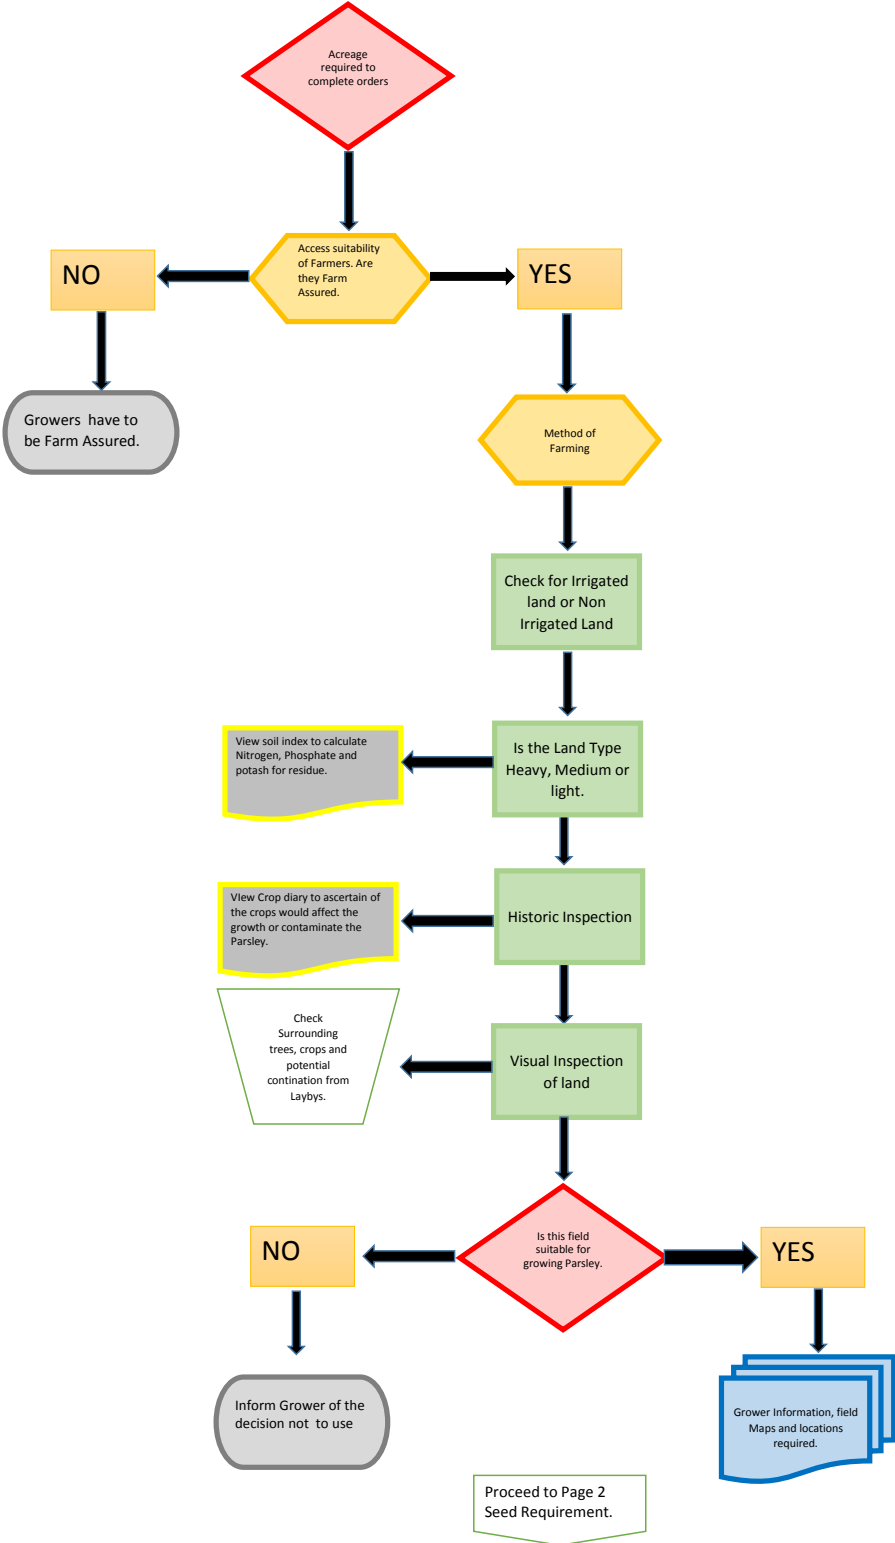 Acreage
required to
complete orders
Access suitability
of Farmers. Are
they Farm
Assured.
NO
YES
Growers  have to
be Farm Assured.
Method of
Farming
Check for Irrigated
land or Non
Irrigated Land
View soil index to calculate
Nitrogen, Phosphate and
potash for residue.
Is the Land Type
Heavy, Medium or
light.
VIew Crop diary to ascertain of
the crops would affect the
growth or contaminate the
Parsley.
Historic Inspection
Check
Surrounding
trees, crops and
potential
contination from
Laybys.
Visual Inspection
of land
Is this field
suitable for
growing Parsley.
NO
YES
Inform Grower of the
decision not  to use
Grower Information, field
Maps and locations
required.
Proceed to Page 2
Seed Requirement.